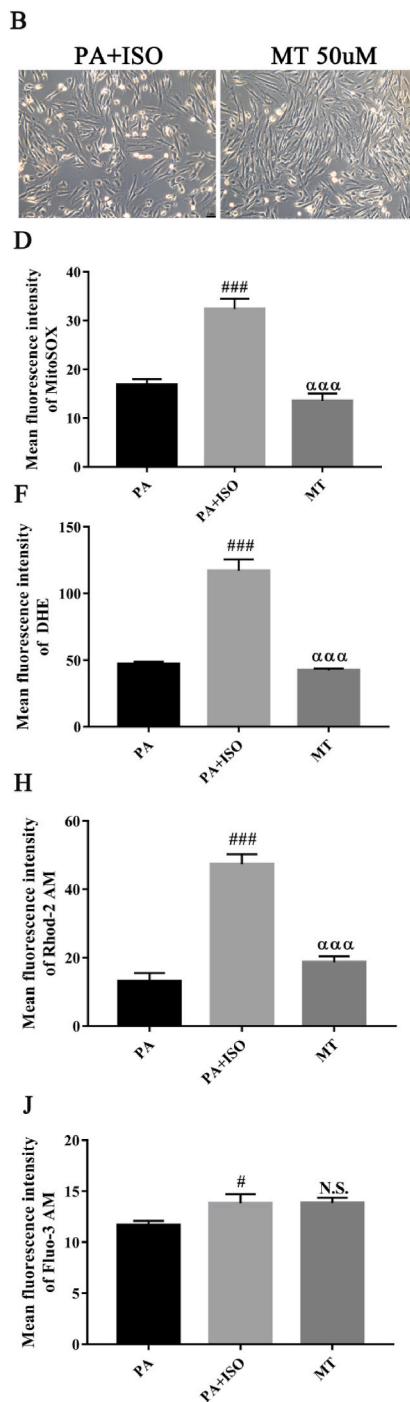 B
PA+ISO MT 50uM
D
Mean fluorescence intensity
of MitoSOX
40
30
20
10
0
###
ααα
PA
PA+ISO
MT
F
Mean fluorescence intensity
of DHE
150
100
50
0
###
ααα
PA
PA+ISO
MT
H
Mean fluorescence intensity
of Rhod-2 AM
60
40
20
0
###
ααα
PA
PA+ISO
MT
J
Mean fluorescence intensity
of Fluo-3 AM
20
15
10
5
0
#
N.S.
PA
PA+ISO
MT